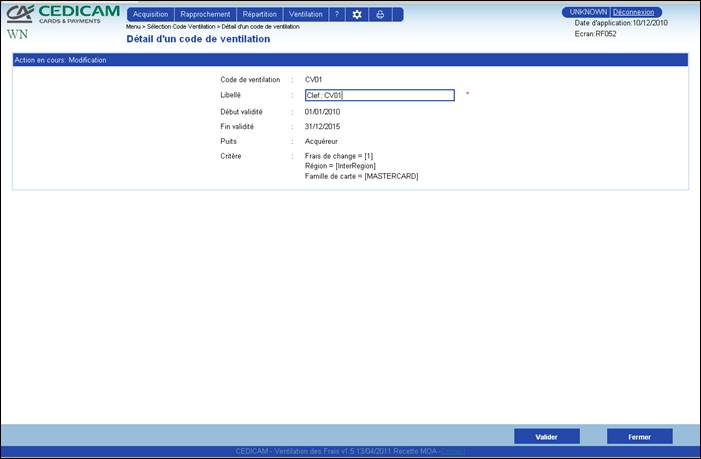 CEDICAM
CARDS & PAYMENTS
WN
Acquisition Rapprochement Répartition Ventilation ?
Menu > Sélection Code Ventilation > Détail d'un code de ventilation
Détail d'un code de ventilation
UNKNOWN Déconnexion
Date d'application:10/12/2010
Ecran:RF052
Action en cours: Modification
Code de ventilation : CV01
Libellé : Clef : CV01 *
Début validité : 01/01/2010
Fin validité : 31/12/2015
Puits : Acquéreur
Critère : Frais de change = [1]
Région = [InterRegion]
Famille de carte = [MASTERCARD]
Valider Fermer
CEDICAM - Ventilation des Frais v1.5 13/04/2011 Recette MOA -